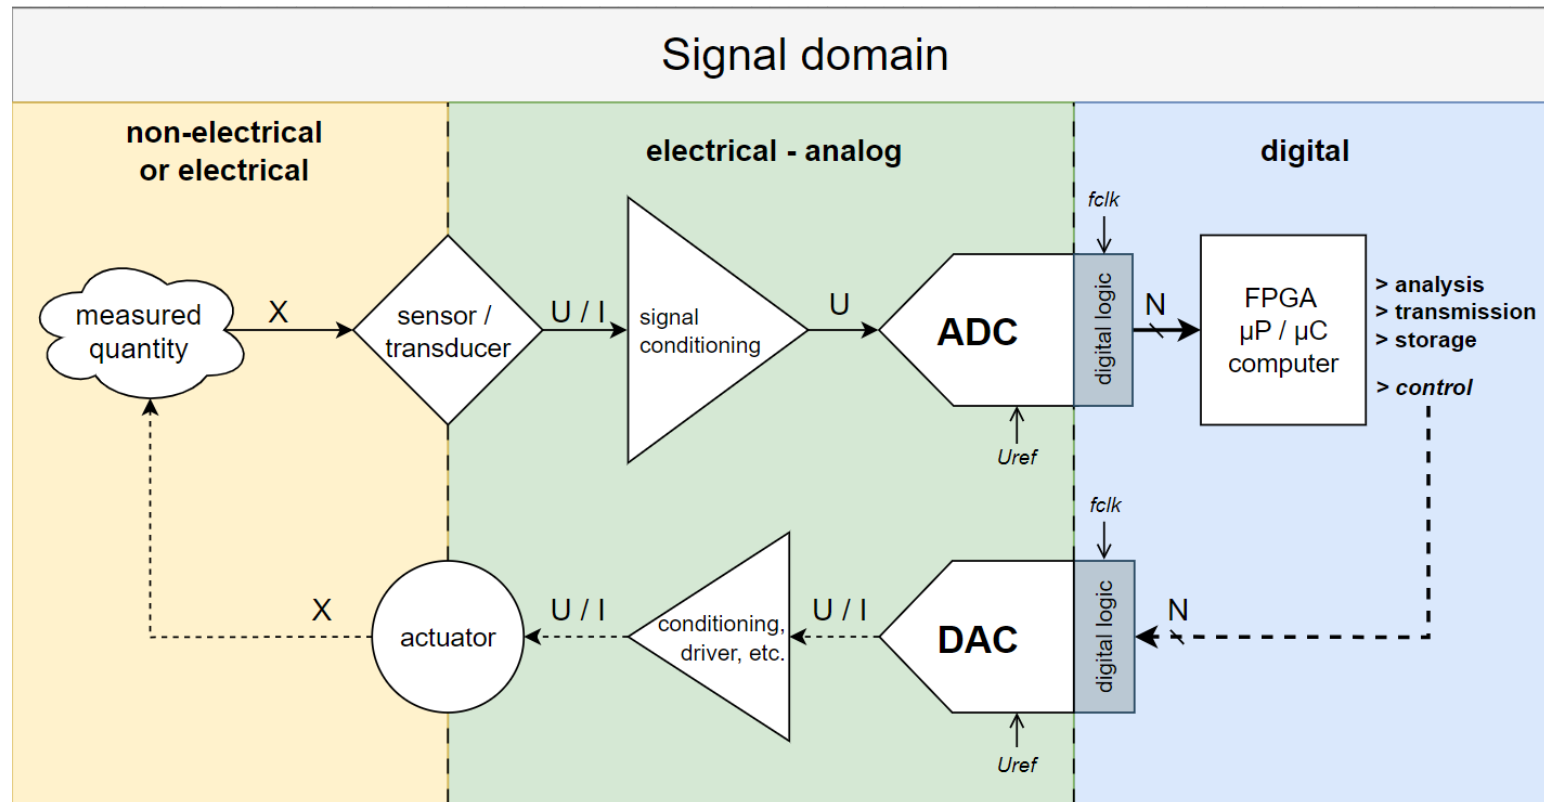 Signal domain
non-electrical
or electrical
electrical - analog
digital
measured
quantity
X
sensor /
transducer
U / I
signal
conditioning
U
ADC
Uref
fclk
digital logic
N
FPGA
µP / µC
computer
> analysis
> transmission
> storage
> control
N
fclk
digital logic
DAC
Uref
U / I
conditioning,
driver, etc.
U / I
actuator
X